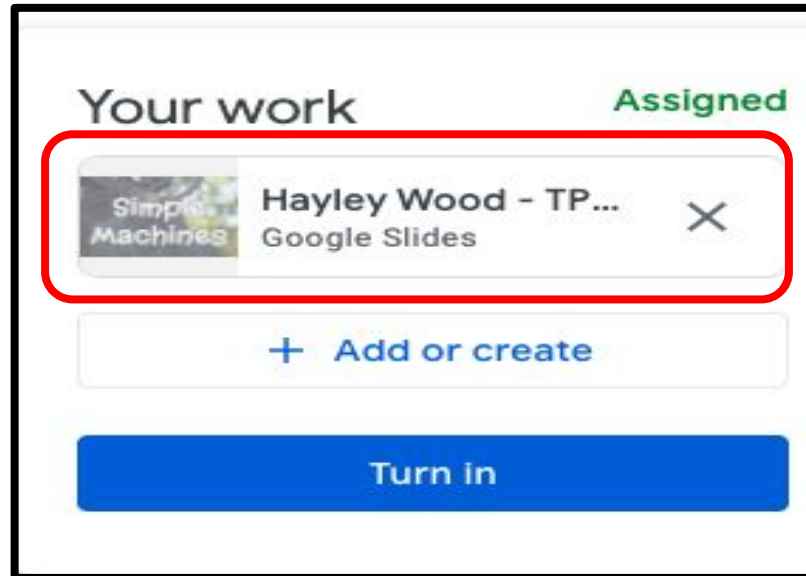 Your work
Assigned
Simple
Machines
Hayley Wood - TP...
Google Slides
+ Add or create
Turn in